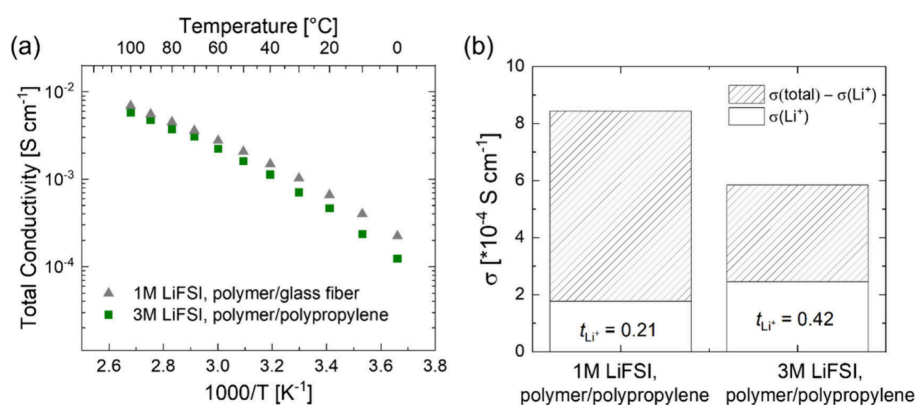 (a)
Temperature [°C]
100 80 60 40 20 0
Total Conductivity [S cm⁻¹]
10⁻²
10⁻³
10⁻⁴
1M LiFSI, polymer/glass fiber
3M LiFSI, polymer/polypropylene
2.6 2.8 3.0 3.2 3.4 3.6 3.8
1000/T [K⁻¹]
(b)
σ [*10⁻⁴ S cm⁻¹]
10
8
6
4
2
0
σ(total) – σ(Li⁺)
σ(Li⁺)
t_Li⁺ = 0.21
t_Li⁺ = 0.42
1M LiFSI,
polymer/polypropylene
3M LiFSI,
polymer/polypropylene